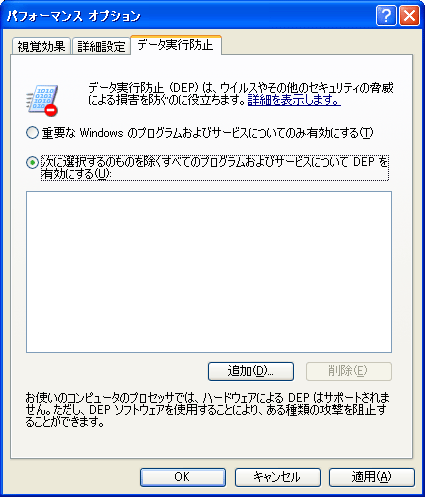 パフォーマンス オプション
視覚効果 詳細設定 データ実行防止
データ実行防止 (DEP) は、ウイルスやその他のセキュリティの脅威
による損害を防ぐのに役立ちます。詳細を表示します。
重要な Windows のプログラムおよびサービスについてのみ有効にする(T)
次に選択するのものを除くすべてのプログラムおよびサービスについて DEP を
有効にする(U):
追加(D)... 削除(E)
お使いのコンピュータのプロセッサでは、ハードウェアによる DEP はサポートされま
せん。ただし、DEP ソフトウェアを使用することにより、ある種類の攻撃を阻止す
ることができます。
OK キャンセル 適用(A)